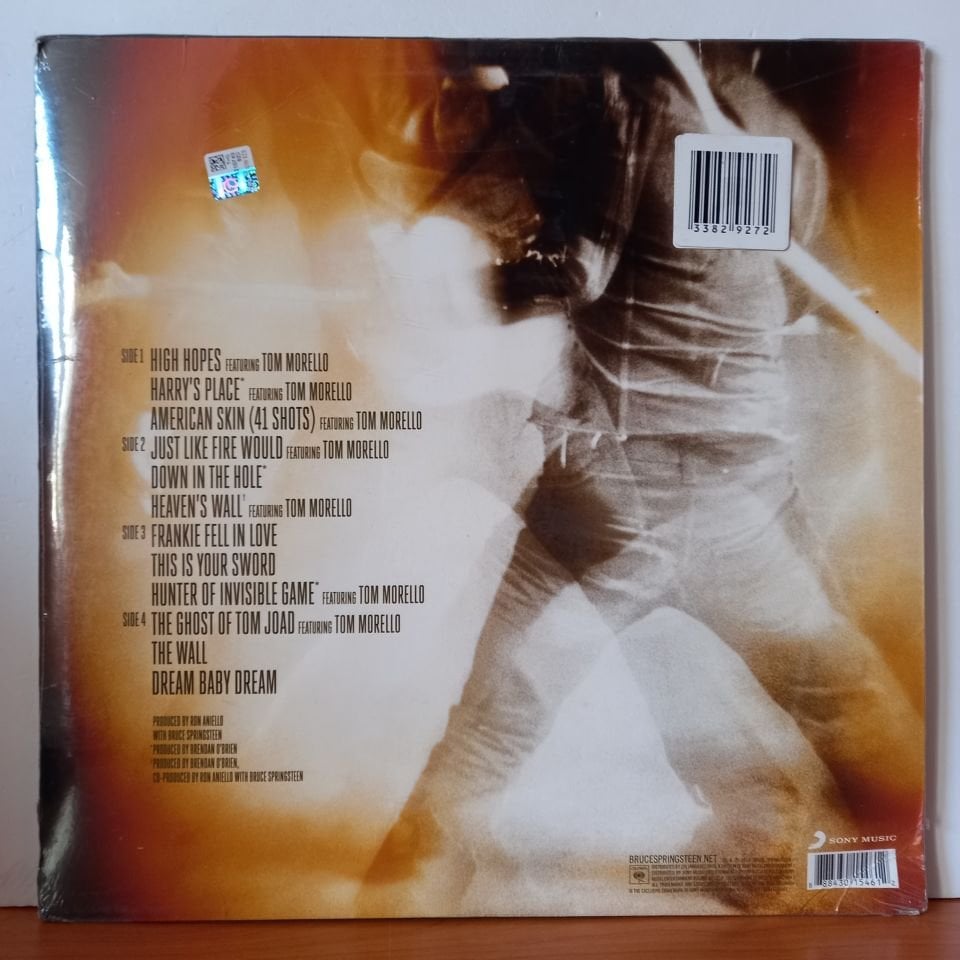 3382 9272
SIDE 1 HIGH HOPES FEATURING TOM MORELLO
HARRY'S PLACE* FEATURING TOM MORELLO
AMERICAN SKIN (41 SHOTS) FEATURING TOM MORELLO
SIDE 2 JUST LIKE FIRE WOULD FEATURING TOM MORELLO
DOWN IN THE HOLE*
HEAVEN'S WALL† FEATURING TOM MORELLO
SIDE 3 FRANKIE FELL IN LOVE
THIS IS YOUR SWORD
HUNTER OF INVISIBLE GAME* FEATURING TOM MORELLO
SIDE 4 THE GHOST OF TOM JOAD FEATURING TOM MORELLO
THE WALL
DREAM BABY DREAM
PRODUCED BY RON ANIELLO
WITH BRUCE SPRINGSTEEN
*PRODUCED BY BRENDAN O'BRIEN
†PRODUCED BY BRENDAN O'BRIEN,
CO-PRODUCED BY RON ANIELLO WITH BRUCE SPRINGSTEEN
SONY MUSIC
BRUCESPRINGSTEEN.NET
8 88430 15461 2